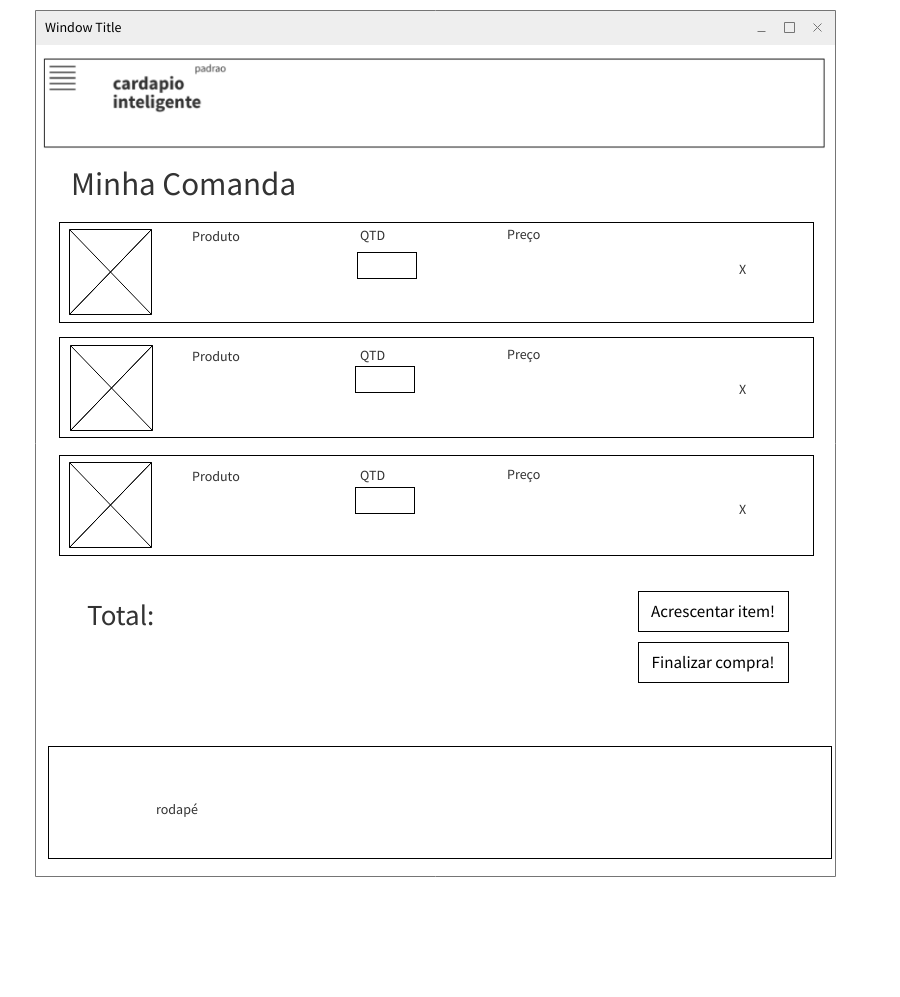 Window Title
padrao
cardapio
inteligente
Minha Comanda
Produto QTD Preço
X
Produto QTD Preço
X
Produto QTD Preço
X
Total:
Acrescentar item!
Finalizar compra!
rodapé